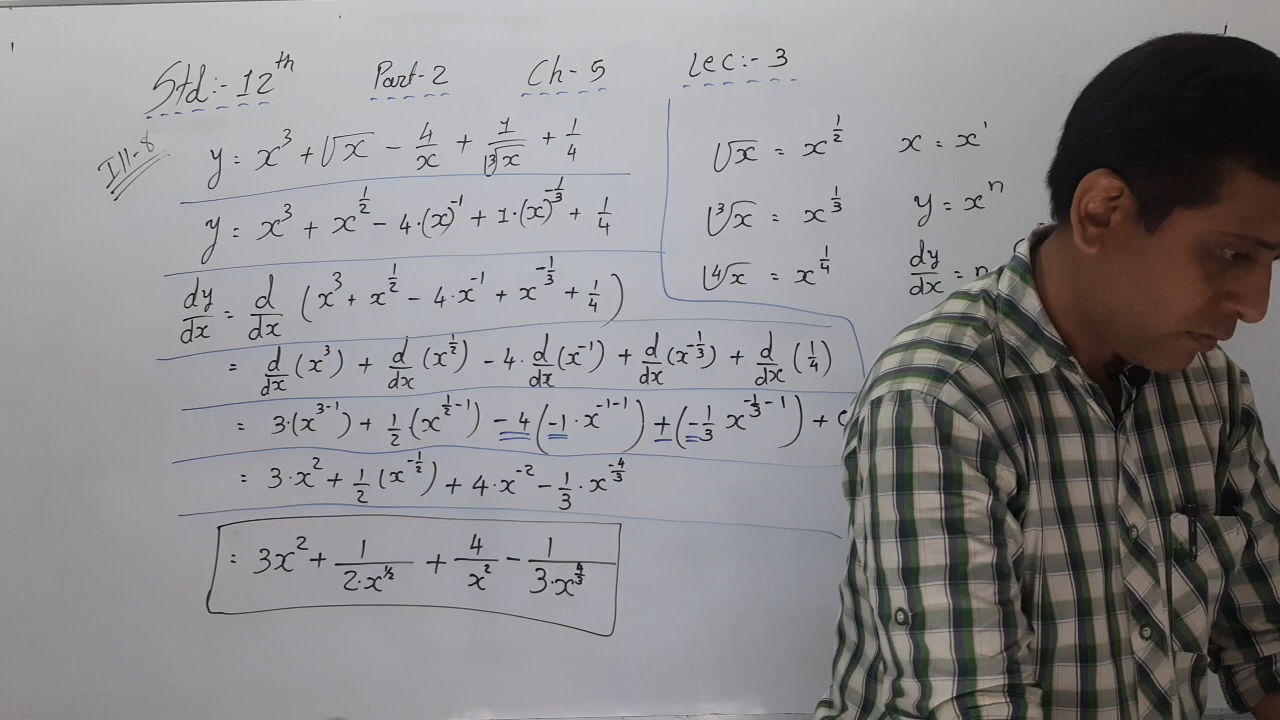 Std:- 12th Part-2 Ch-5 Lec:- 3
Ill-8
y = x³ + √x - 4/x + 1/∛x + 1/4
y = x³ + x^(1/2) - 4·(x)^-1 + 1·(x)^(-1/3) + 1/4
dy/dx = d/dx (x³ + x^(1/2) - 4·x^-1 + x^(-1/3) + 1/4)
= d/dx (x³) + d/dx (x^(1/2)) - 4·d/dx (x^-1) + d/dx (x^(-1/3)) + d/dx (1/4)
= 3·(x^(3-1)) + 1/2 (x^(1/2 -1)) - 4 (-1·x^(-1-1)) + (-1/3 x^(-1/3 -1)) +
= 3·x² + 1/2 (x^(-1/2)) + 4·x^-2 - 1/3·x^(-4/3)
= 3x² + 1/(2·x^(1/2)) + 4/x² - 1/(3·x^(4/3))
√x = x^(1/2) x = x¹
∛x = x^(1/3) y = x^n
∜x = x^(1/4) dy/dx = n